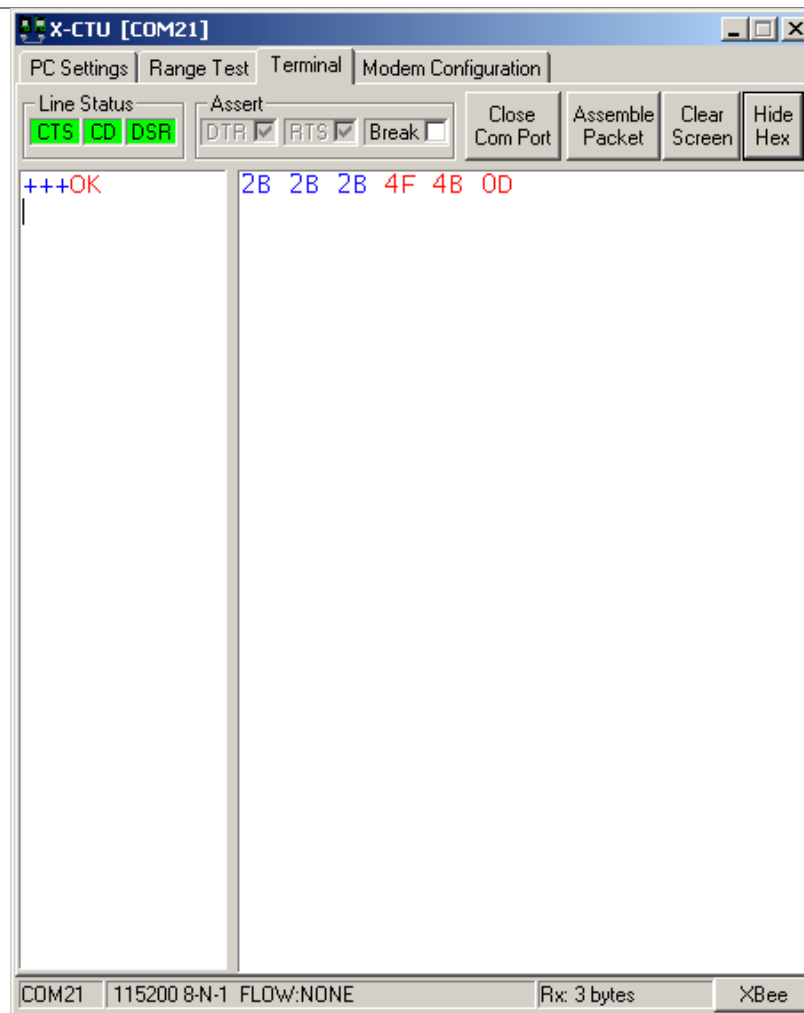 X-CTU [COM21]
PC Settings Range Test Terminal Modem Configuration
Line Status Assert
CTS CD DSR DTR RTS Break Close Com Port Assemble Packet Clear Screen Hide Hex
+++OK 2B 2B 2B 4F 4B 0D
COM21 115200 8-N-1 FLOW:NONE Rx: 3 bytes XBee